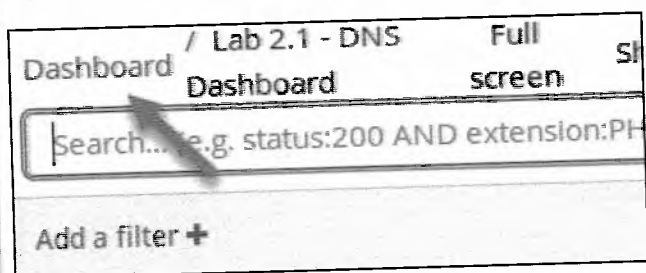 Dashboard / Lab 2.1 - DNS Dashboard Full screen
Search... e.g. status:200 AND extension:PH
Add a filter +